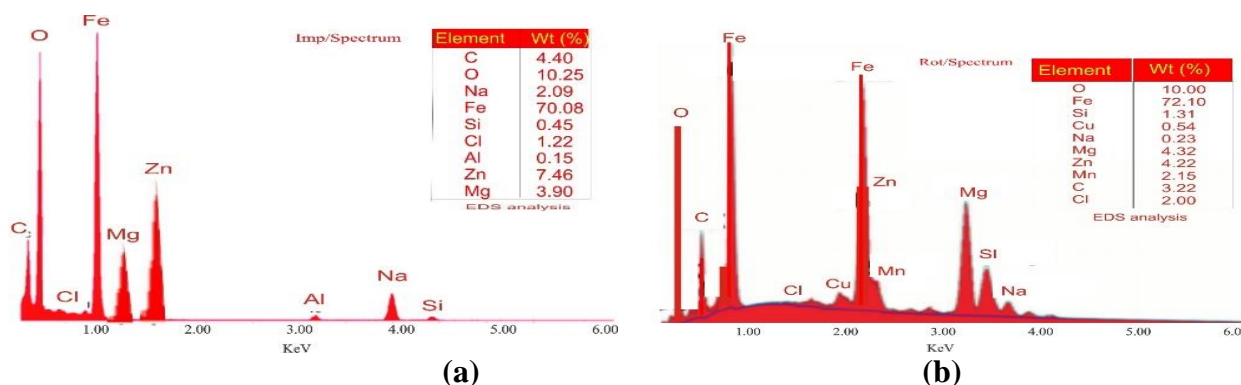 Imp/Spectrum
Element Wt (%)
C 4.40
O 10.25
Na 2.09
Fe 70.08
Si 0.45
Cl 1.22
Al 0.15
Zn 7.46
Mg 3.90
EDS analysis
O
Fe
C
Cl
Mg
Zn
Al
Na
Si
1.00 2.00 3.00 4.00 6.00
KeV
(a)
Rot/Spectrum
Element Wt (%)
O 10.00
Fe 72.10
Si 1.31
Cu 0.54
Na 0.23
Mg 4.32
Zn 4.22
Mn 2.15
C 3.22
Cl 2.00
EDS analysis
O
C
Fe
Cl
Cu
Fe
Zn
Mn
Mg
SI
Na
1.00 2.00 3.00 4.00 5.00 6.0
KeV
(b)